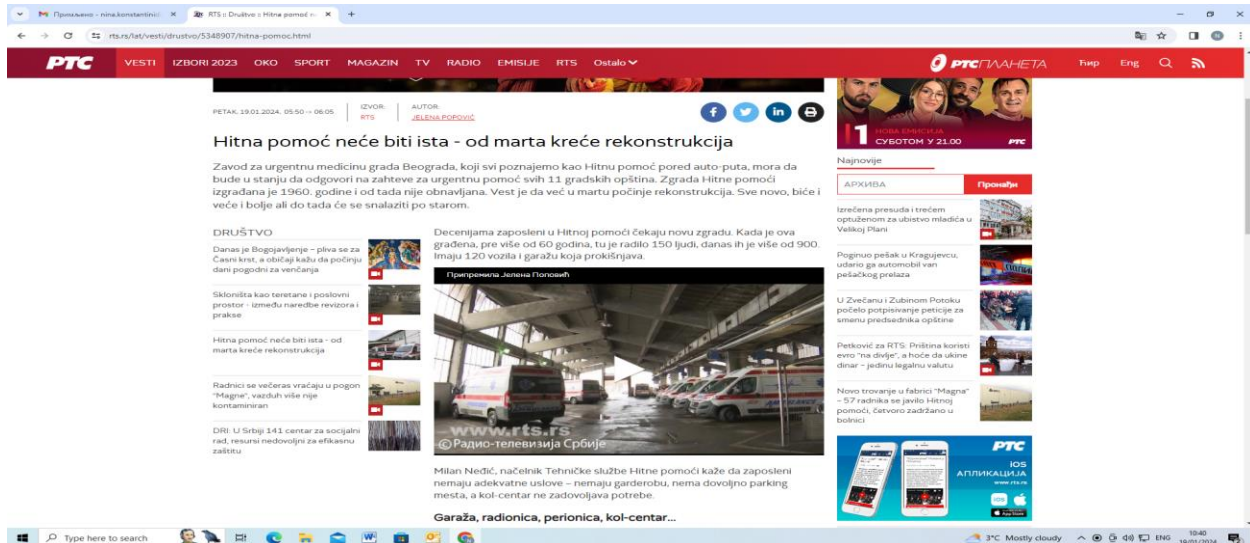 Примљено - nina.konstantinic
RTS :: Društvo :: Hitna pomoć
rts.rs/lat/vesti/drustvo/5348907/hitna-pomoc.html
РТС VESTI IZBORI 2023 OKO SPORT MAGAZIN TV RADIO EMISIJE RTS Ostalo РТС ПЛАНЕТА Ћир Eng
PETAK, 19.01.2024, 05:50 -> 06:05
IZVOR:
RTS
AUTOR:
JELENA POPOVIĆ
Hitna pomoć neće biti ista - od marta kreće rekonstrukcija
Zavod za urgentnu medicinu grada Beograda, koji svi poznajemo kao Hitnu pomoć pored auto-puta, mora da
bude u stanju da odgovori na zahteve za urgentnu pomoć svih 11 gradskih opština. Zgrada Hitne pomoći
izgrađana je 1960. godine i od tada nije obnavljana. Vest je da već u martu počinje rekonstrukcija. Sve novo, biće i
veće i bolje ali do tada će se snalaziti po starom.
DRUŠTVO
Danas je Bogojavljenje – pliva se za
Časni krst, a običaji kažu da počinju
dani pogodni za venčanja
Skloništa kao teretane i poslovni
prostor - između naredbe revizora i
prakse
Hitna pomoć neće biti ista - od
marta kreće rekonstrukcija
Radnici se večeras vraćaju u pogon
"Magne", vazduh više nije
kontaminiran
DRI: U Srbiji 141 centar za socijalni
rad, resursi nedovoljni za efikasnu
zaštitu
Decenijama zaposleni u Hitnoj pomoći čekaju novu zgradu. Kada je ova
građena, pre više od 60 godina, tu je radilo 150 ljudi, danas ih je više od 900.
Imaju 120 vozila i garažu koja prokišnjava.
Припремила Јелена Поповић
AMBULANCE
www.rts.rs
© Радио-телевизија Србије
Milan Neđić, načelnik Tehničke službe Hitne pomoći kaže da zaposleni
nemaju adekvatne uslove – nemaju garderobu, nema dovoljno parking
mesta, a kol-centar ne zadovoljava potrebe.
Garaža, radionica, perionica, kol-centar...
1 НОВА ЕМИСИЈА
СУБОТОМ У 21.00 РТС
Najnovije
АРХИВА Пронађи
Izrečena presuda i trećem
optuženom za ubistvo mladića u
Velikoj Plani
Poginuo pešak u Kragujevcu,
udario ga automobil van
pešačkog prelaza
U Zvečanu i Zubinom Potoku
počelo potpisivanje peticije za
smenu predsednika opštine
Petković za RTS: Priština koristi
evro "na divlje", a hoće da ukine
dinar – jedinu legalnu valutu
Novo trovanje u fabrici "Magna"
– 57 radnika se javilo Hitnoj
pomoći, četvoro zadržano u
bolnici
РТС
iOS
АПЛИКАЦИЈА
www.rts.rs
iOS
App Store
Type here to search
3°C Mostly cloudy ENG 10:40
19/01/2024